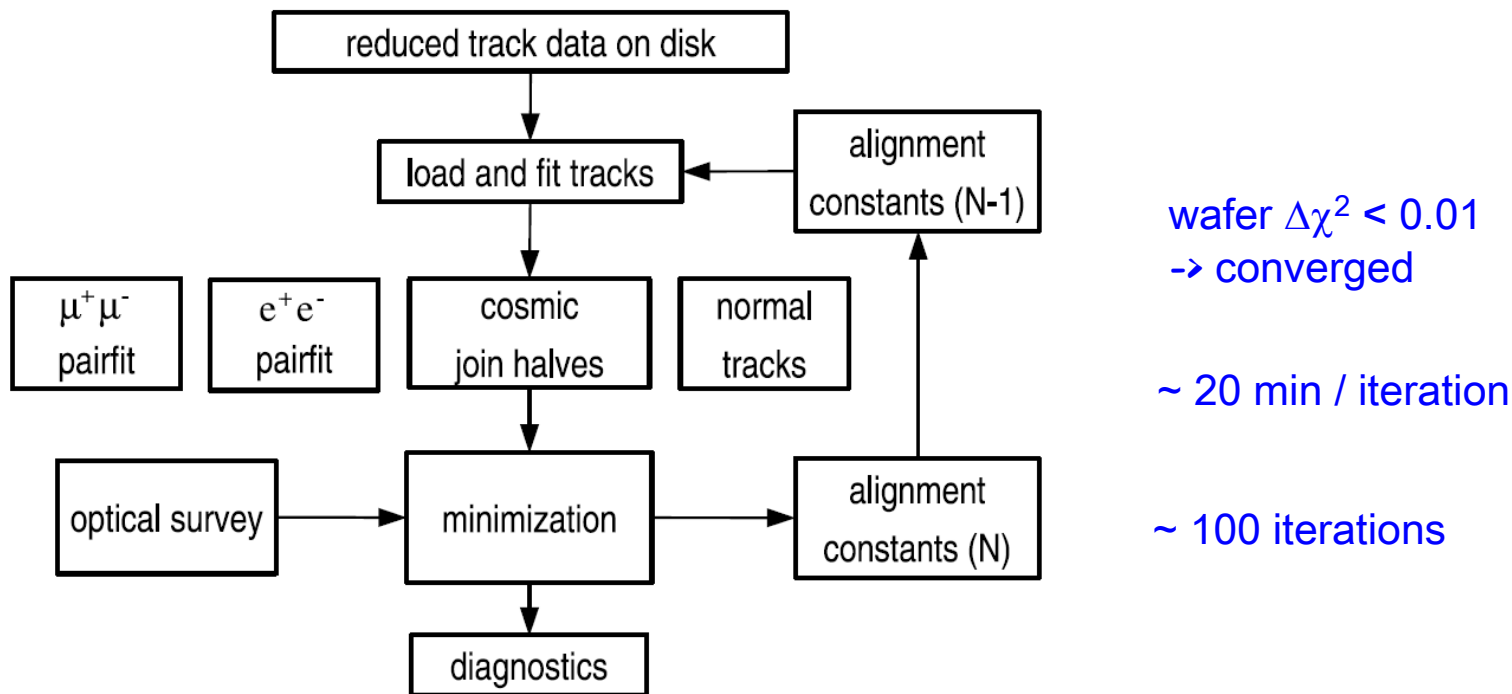 reduced track data on disk
load and fit tracks
alignment
constants (N-1)
wafer Δχ² < 0.01
-> converged
μ⁺μ⁻
pairfit
e⁺e⁻
pairfit
cosmic
join halves
normal
tracks
~ 20 min / iteration
optical survey
minimization
alignment
constants (N)
~ 100 iterations
diagnostics